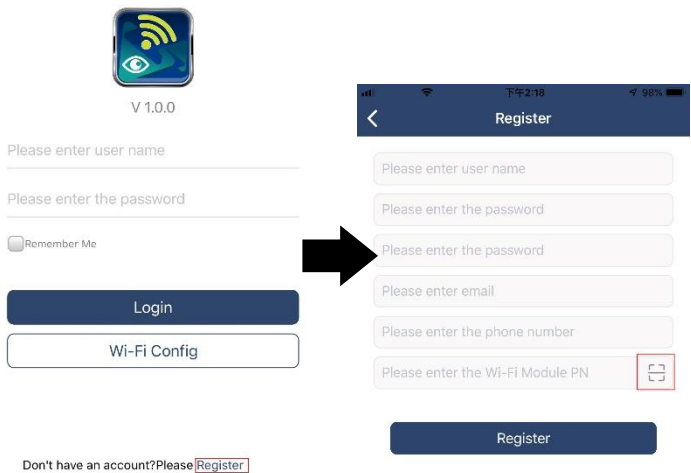 V 1.0.0
Please enter user name
Please enter the password
Remember Me
Login
Wi-Fi Config
Don't have an account?Please Register
下午2:18
98%
Register
Please enter user name
Please enter the password
Please enter the password
Please enter email
Please enter the phone number
Please enter the Wi-Fi Module PN
Register